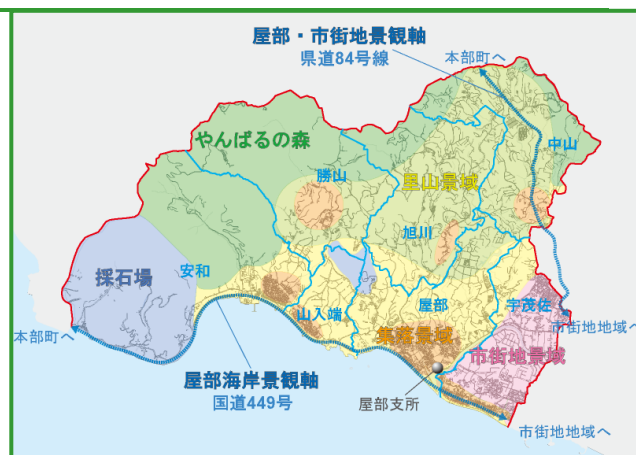 屋部・市街地景観軸
県道84号線
本部町へ
やんばるの森
中山
勝山
里山景域
旭川
採石場
安和
山入端
屋部
宇茂佐
集落景域
市街地地域へ
本部町へ
市街地景域
屋部海岸景観軸
国道449号
屋部支所
市街地地域へ